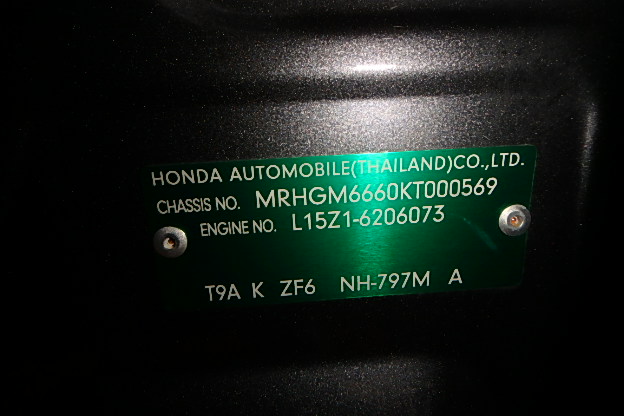 HONDA AUTOMOBILE(THAILAND)CO.,LTD.
CHASSIS NO. MRHGM6660KT000569
ENGINE NO. L15Z1-6206073
T9A K ZF6 NH-797M A